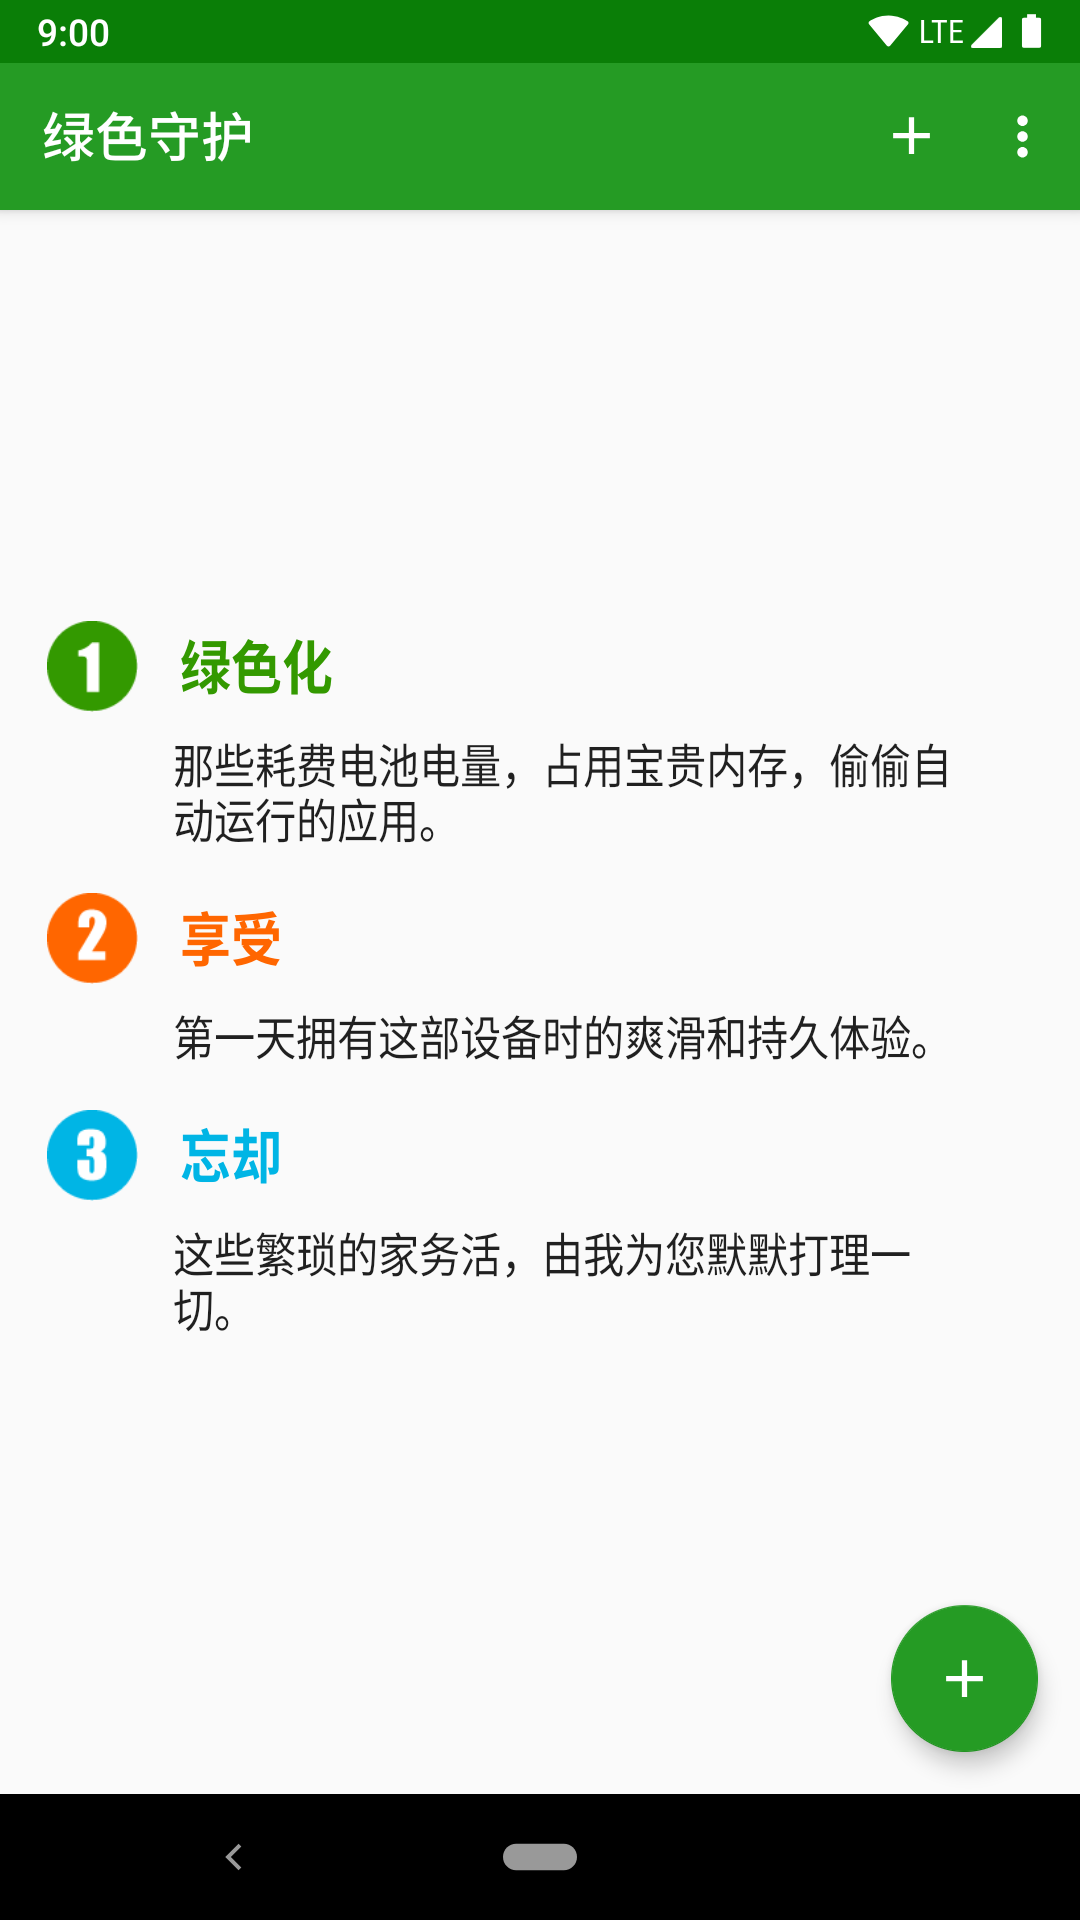 9:00
LTE
绿色守护
1 绿色化
那些耗费电池电量，占用宝贵内存，偷偷自
动运行的应用。
2 享受
第一天拥有这部设备时的爽滑和持久体验。
3 忘却
这些繁琐的家务活，由我为您默默打理一
切。